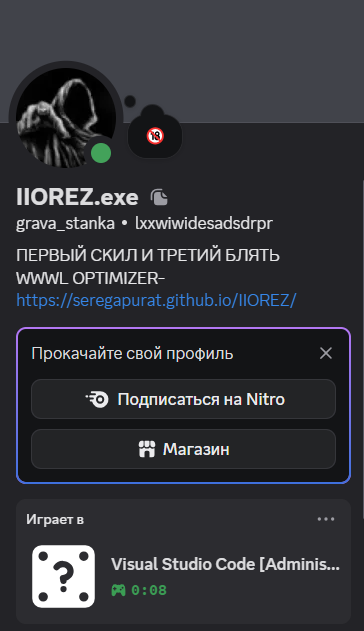 18
IIOREZ.exe
grava_stanka • lxxwiwidesadsdrpr
ПЕРВЫЙ СКИЛ И ТРЕТИЙ БЛЯТЬ
WWWL OPTIMIZER-
https://seregapurat.github.io/IIOREZ/
Прокачайте свой профиль
Подписаться на Nitro
Магазин
Играет в
Visual Studio Code [Adminis...
0:08